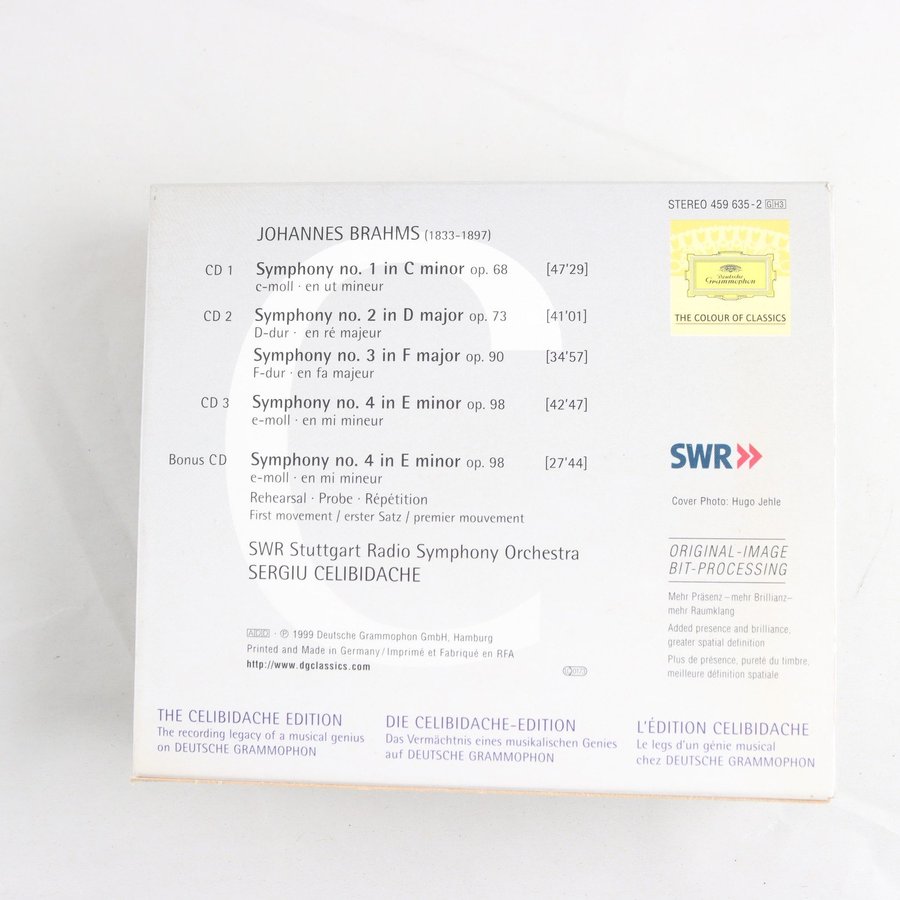 STEREO 459 635-2 GH3
Deutsche
Grammophon
THE COLOUR OF CLASSICS
JOHANNES BRAHMS (1833-1897)
CD 1 Symphony no. 1 in C minor op. 68 [47'29]
c-moll · en ut mineur
CD 2 Symphony no. 2 in D major op. 73 [41'01]
D-dur · en ré majeur
Symphony no. 3 in F major op. 90 [34'57]
F-dur · en fa majeur
CD 3 Symphony no. 4 in E minor op. 98 [42'47]
e-moll · en mi mineur
Bonus CD Symphony no. 4 in E minor op. 98 [27'44]
e-moll · en mi mineur
Rehearsal · Probe · Répétition
First movement / erster Satz / premier mouvement
SWR Stuttgart Radio Symphony Orchestra
SERGIU CELIBIDACHE
ADD · ℗ 1999 Deutsche Grammophon GmbH, Hamburg
Printed and Made in Germany / Imprimé et Fabriqué en RFA
http://www.dgclassics.com
SWR
Cover Photo: Hugo Jehle
ORIGINAL-IMAGE
BIT-PROCESSING
Mehr Präsenz – mehr Brillianz –
mehr Raumklang
Added presence and brilliance,
greater spatial definition
Plus de présence, pureté du timbre,
meilleure définition spatiale
THE CELIBIDACHE EDITION
The recording legacy of a musical genius
on DEUTSCHE GRAMMOPHON
DIE CELIBIDACHE-EDITION
Das Vermächtnis eines musikalischen Genies
auf DEUTSCHE GRAMMOPHON
L'ÉDITION CELIBIDACHE
Le legs d'un génie musical
chez DEUTSCHE GRAMMOPHON